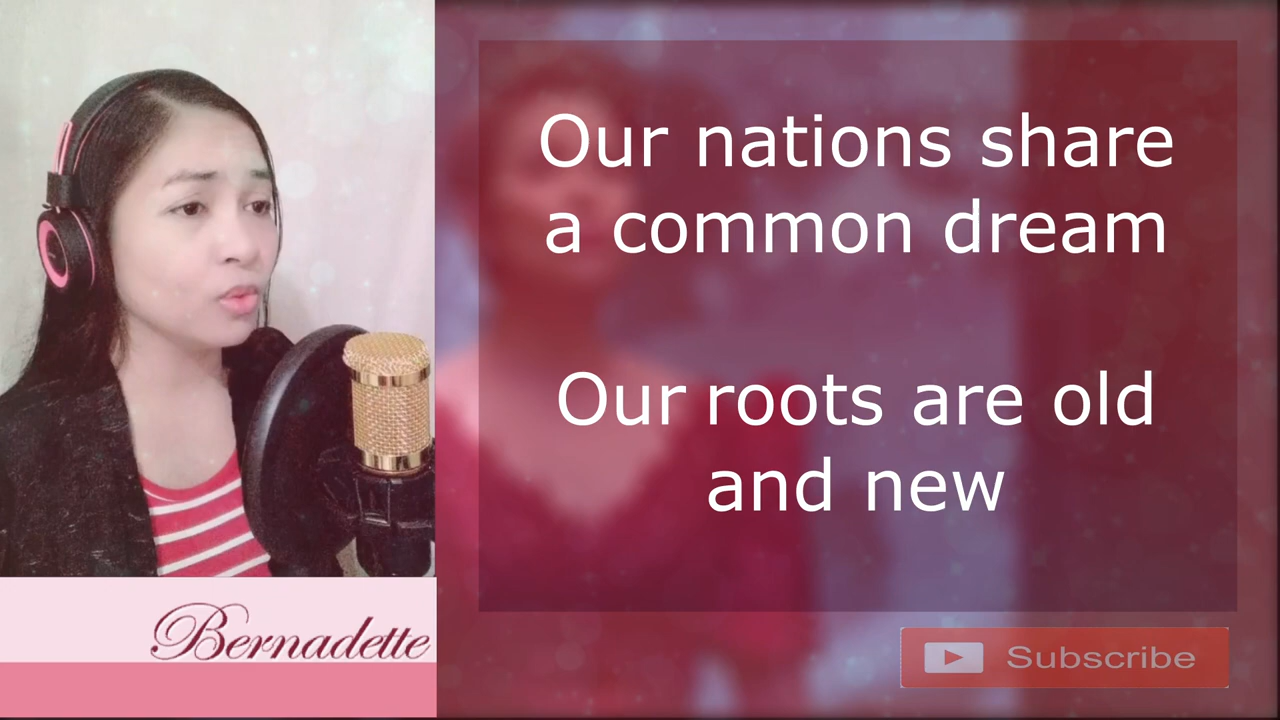 Our nations share
a common dream
Our roots are old
and new
Bernadette
Subscribe